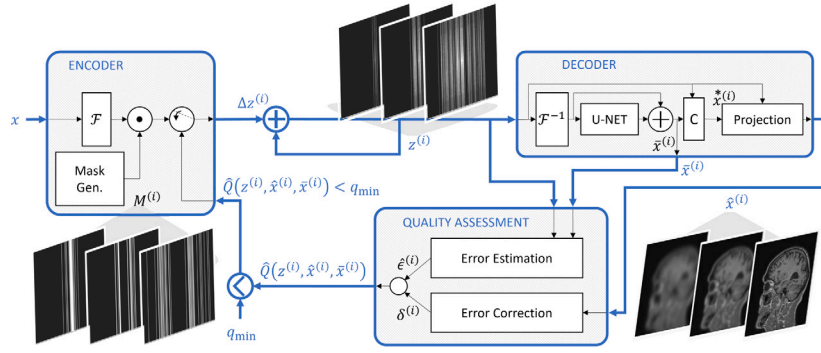 ENCODER
DECODER
x
ℱ
Δz⁽ⁱ⁾
z⁽ⁱ⁾
ℱ⁻¹
U-NET
C
x̽⁽ⁱ⁾
Projection
x̄⁽ⁱ⁾
x̄⁽ⁱ⁾
Mask
Gen.
M⁽ⁱ⁾
Q̂(z⁽ⁱ⁾, x̂⁽ⁱ⁾, x̄⁽ⁱ⁾) < q_min
x̂⁽ⁱ⁾
QUALITY ASSESSMENT
Q̂(z⁽ⁱ⁾, x̂⁽ⁱ⁾, x̄⁽ⁱ⁾)
ϵ̂⁽ⁱ⁾
Error Estimation
<
δ⁽ⁱ⁾
Error Correction
q_min